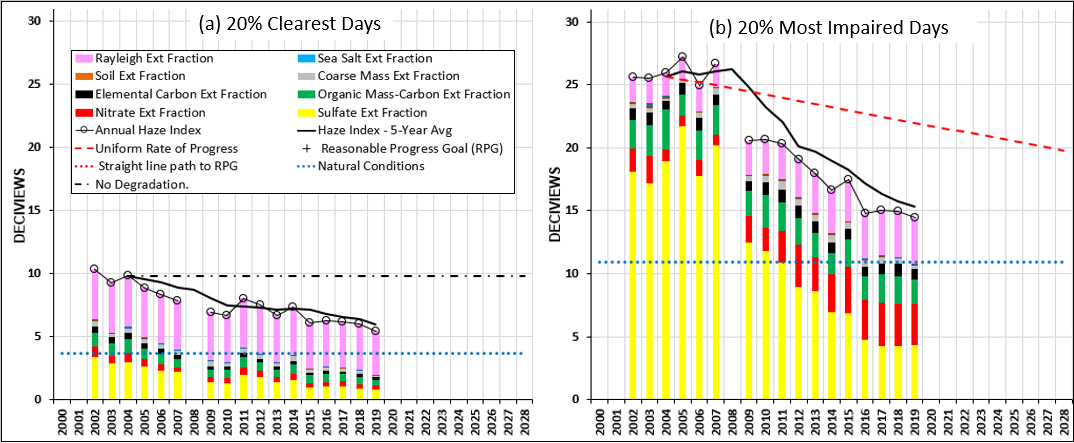 (a) 20% Clearest Days
30
25
20
15
10
5
0
DECIVIEWS
Rayleigh Ext Fraction
Sea Salt Ext Fraction
Soil Ext Fraction
Coarse Mass Ext Fraction
Elemental Carbon Ext Fraction
Organic Mass-Carbon Ext Fraction
Nitrate Ext Fraction
Sulfate Ext Fraction
Annual Haze Index
Haze Index - 5-Year Avg
Uniform Rate of Progress
Reasonable Progress Goal (RPG)
Straight line path to RPG
Natural Conditions
No Degradation.
2000 2001 2002 2003 2004 2005 2006 2007 2008 2009 2010 2011 2012 2013 2014 2015 2016 2017 2018 2019 2020 2021 2022 2023 2024 2025 2026 2027 2028
(b) 20% Most Impaired Days
30
25
20
15
10
5
0
DECIVIEWS
2000 2001 2002 2003 2004 2005 2006 2007 2008 2009 2010 2011 2012 2013 2014 2015 2016 2017 2018 2019 2020 2021 2022 2023 2024 2025 2026 2027 2028